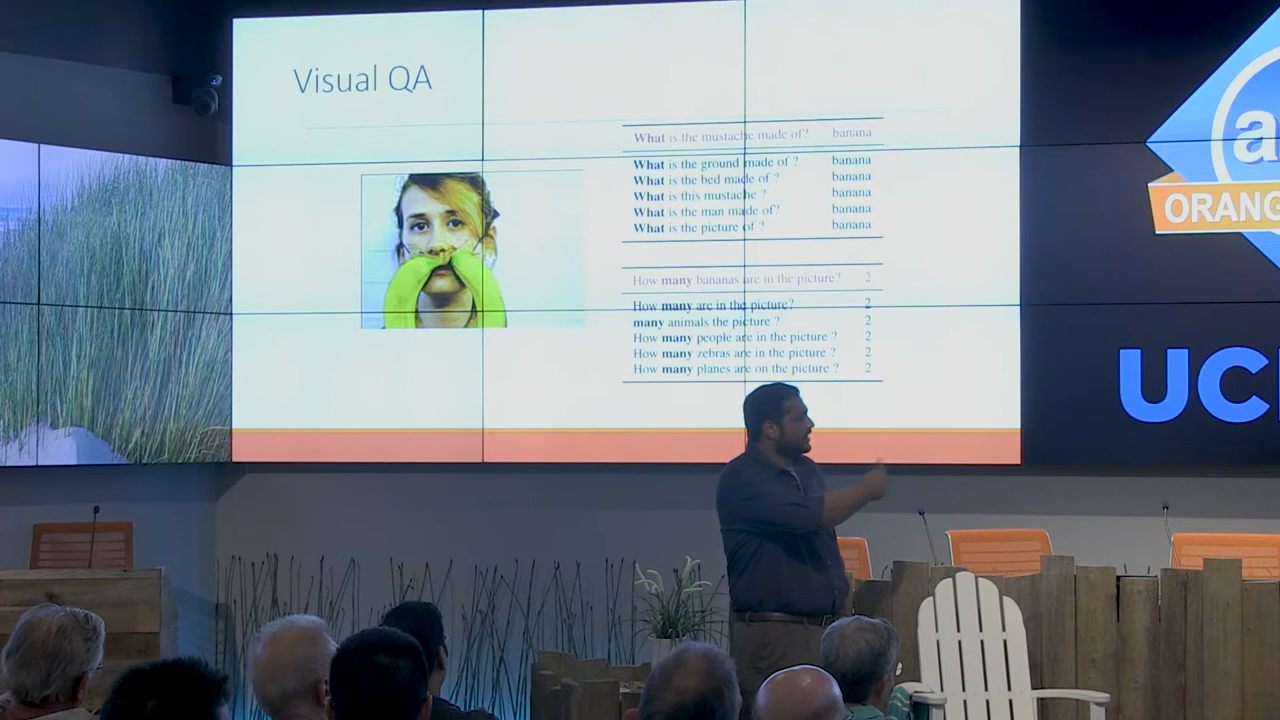 Visual QA
What is the mustache made of? banana
What is the ground made of ? banana
What is the bed made of ? banana
What is this mustache ? banana
What is the man made of? banana
What is the picture of ? banana
How many bananas are in the picture? 2
How many are in the picture? 2
many animals the picture ? 2
How many people are in the picture ? 2
How many zebras are in the picture ? 2
How many planes are on the picture ? 2
a
ORANG
UC